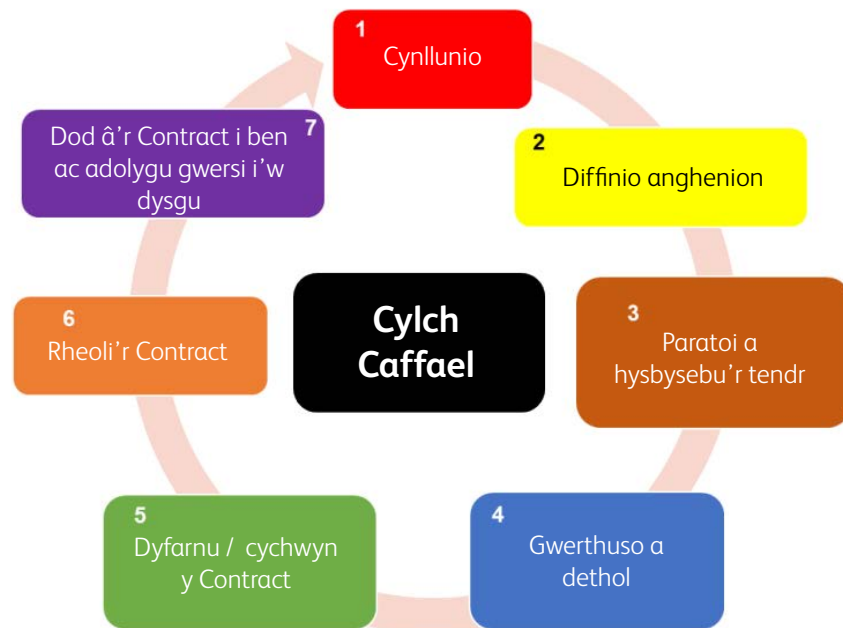 1
Cynllunio
2
Diffinio anghenion
3
Paratoi a
hysbysebu'r tendr
4
Gwerthuso a
dethol
5
Dyfarnu / cychwyn
y Contract
6
Rheoli’r Contract
7
Dod â’r Contract i ben
ac adolygu gwersi i’w
dysgu
Cylch
Caffael